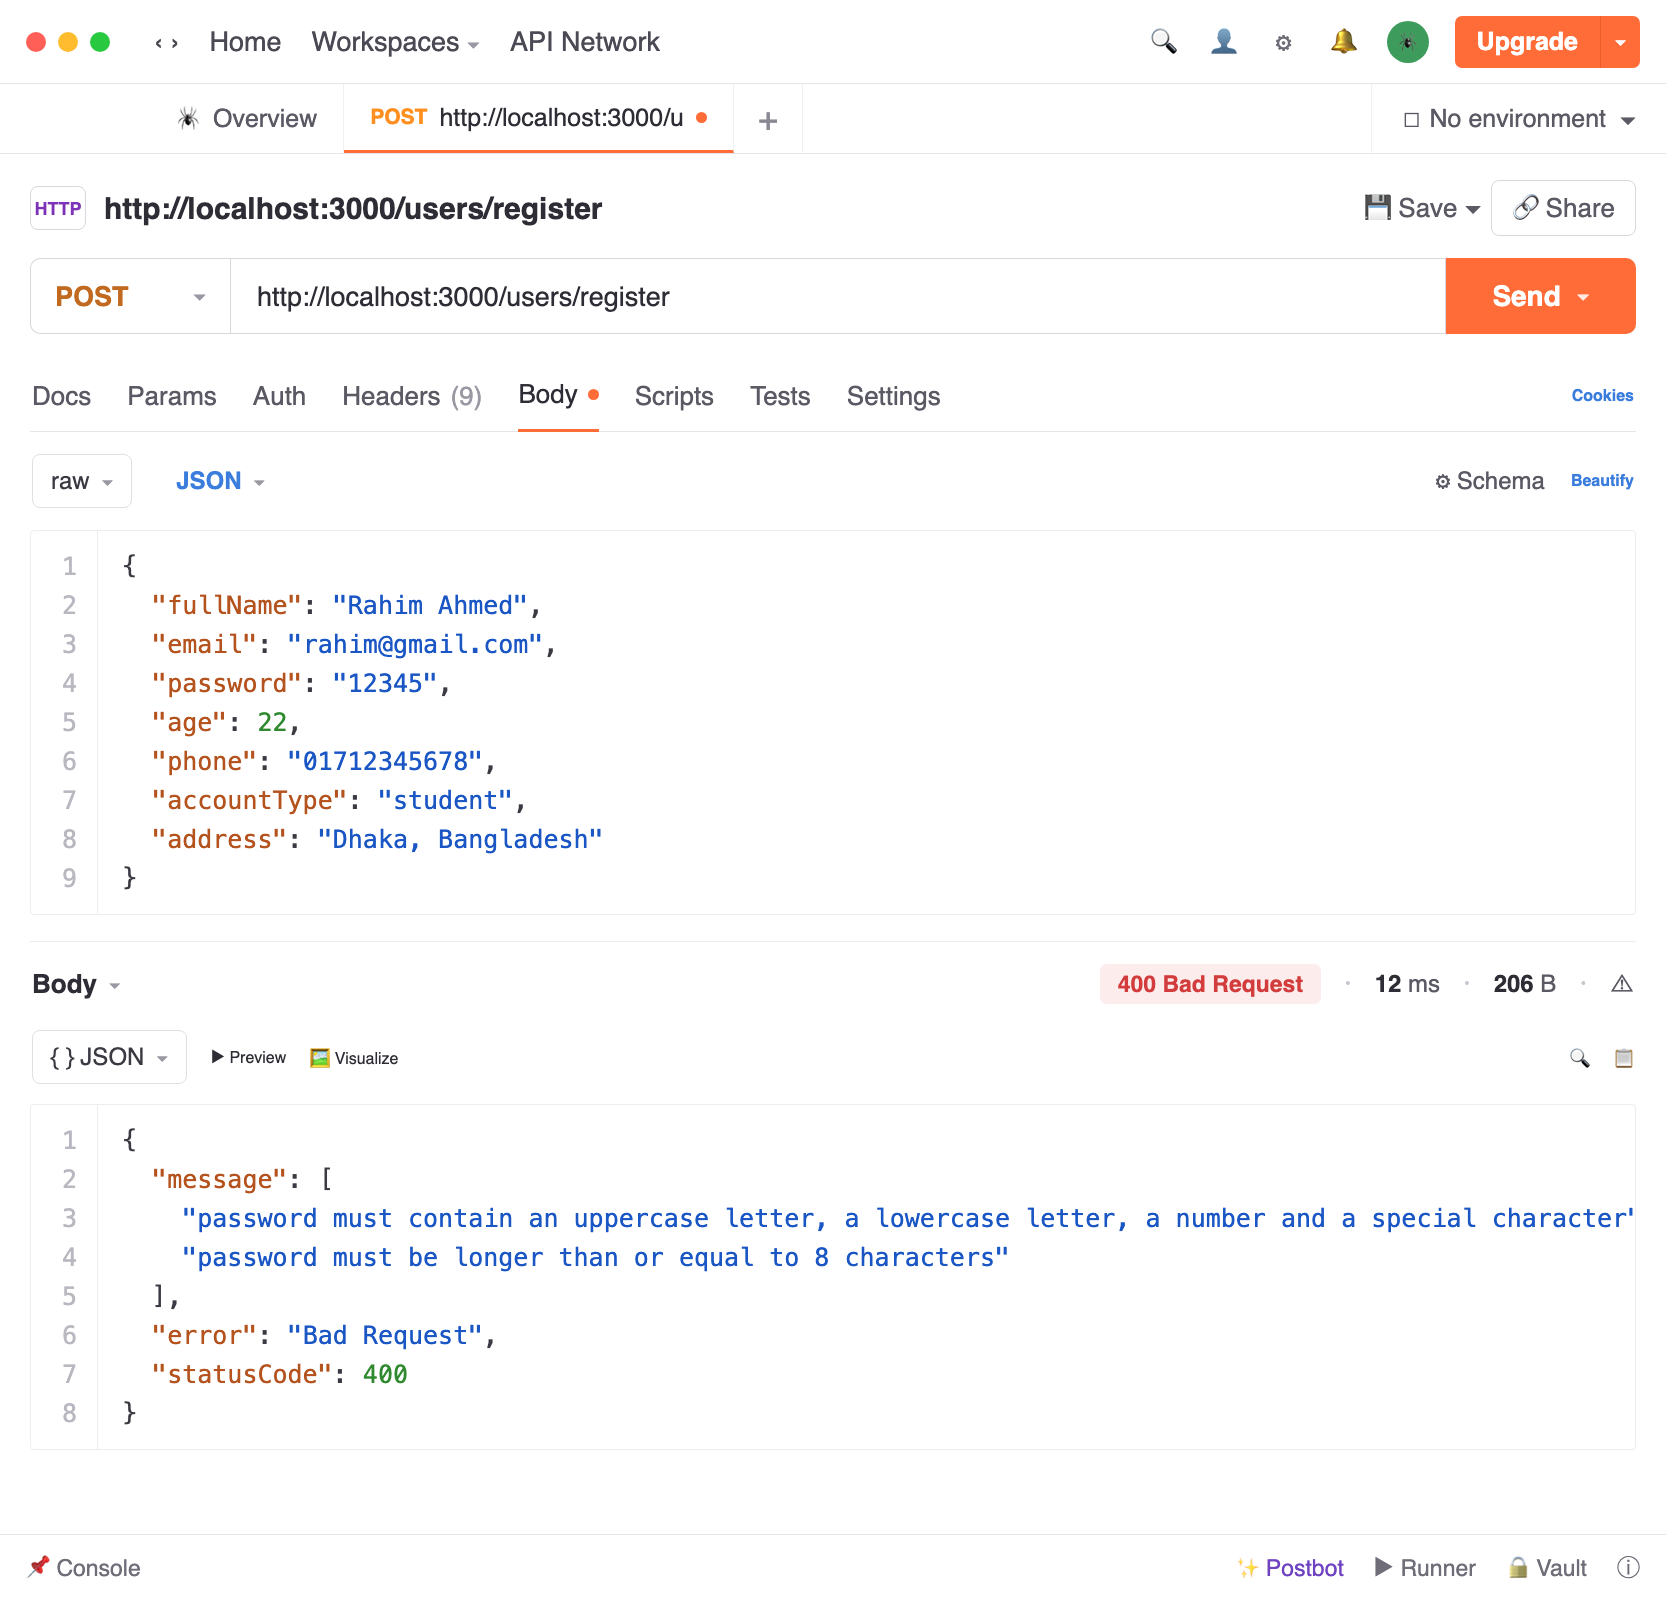 Home Workspaces API Network Upgrade
Overview POST http://localhost:3000/u + No environment
HTTP http://localhost:3000/users/register Save Share
POST http://localhost:3000/users/register Send
Docs Params Auth Headers (9) Body Scripts Tests Settings Cookies
raw JSON Schema Beautify
1 {
2 "fullName": "Rahim Ahmed",
3 "email": "rahim@gmail.com",
4 "password": "12345",
5 "age": 22,
6 "phone": "01712345678",
7 "accountType": "student",
8 "address": "Dhaka, Bangladesh"
9 }
Body 400 Bad Request · 12 ms · 206 B ·
{ } JSON Preview Visualize
1 {
2 "message": [
3 "password must contain an uppercase letter, a lowercase letter, a number and a special character"
4 "password must be longer than or equal to 8 characters"
5 ],
6 "error": "Bad Request",
7 "statusCode": 400
8 }
Console Postbot Runner Vault